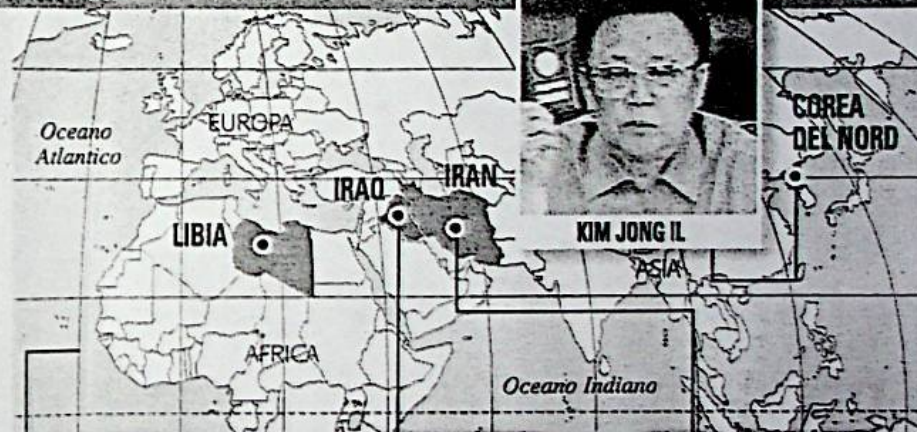 Oceano
Atlantico
EUROPA
COREA
DEL NORD
IRAQ
IRAN
LIBIA
KIM JONG IL
ASIA
AFRICA
Oceano Indiano